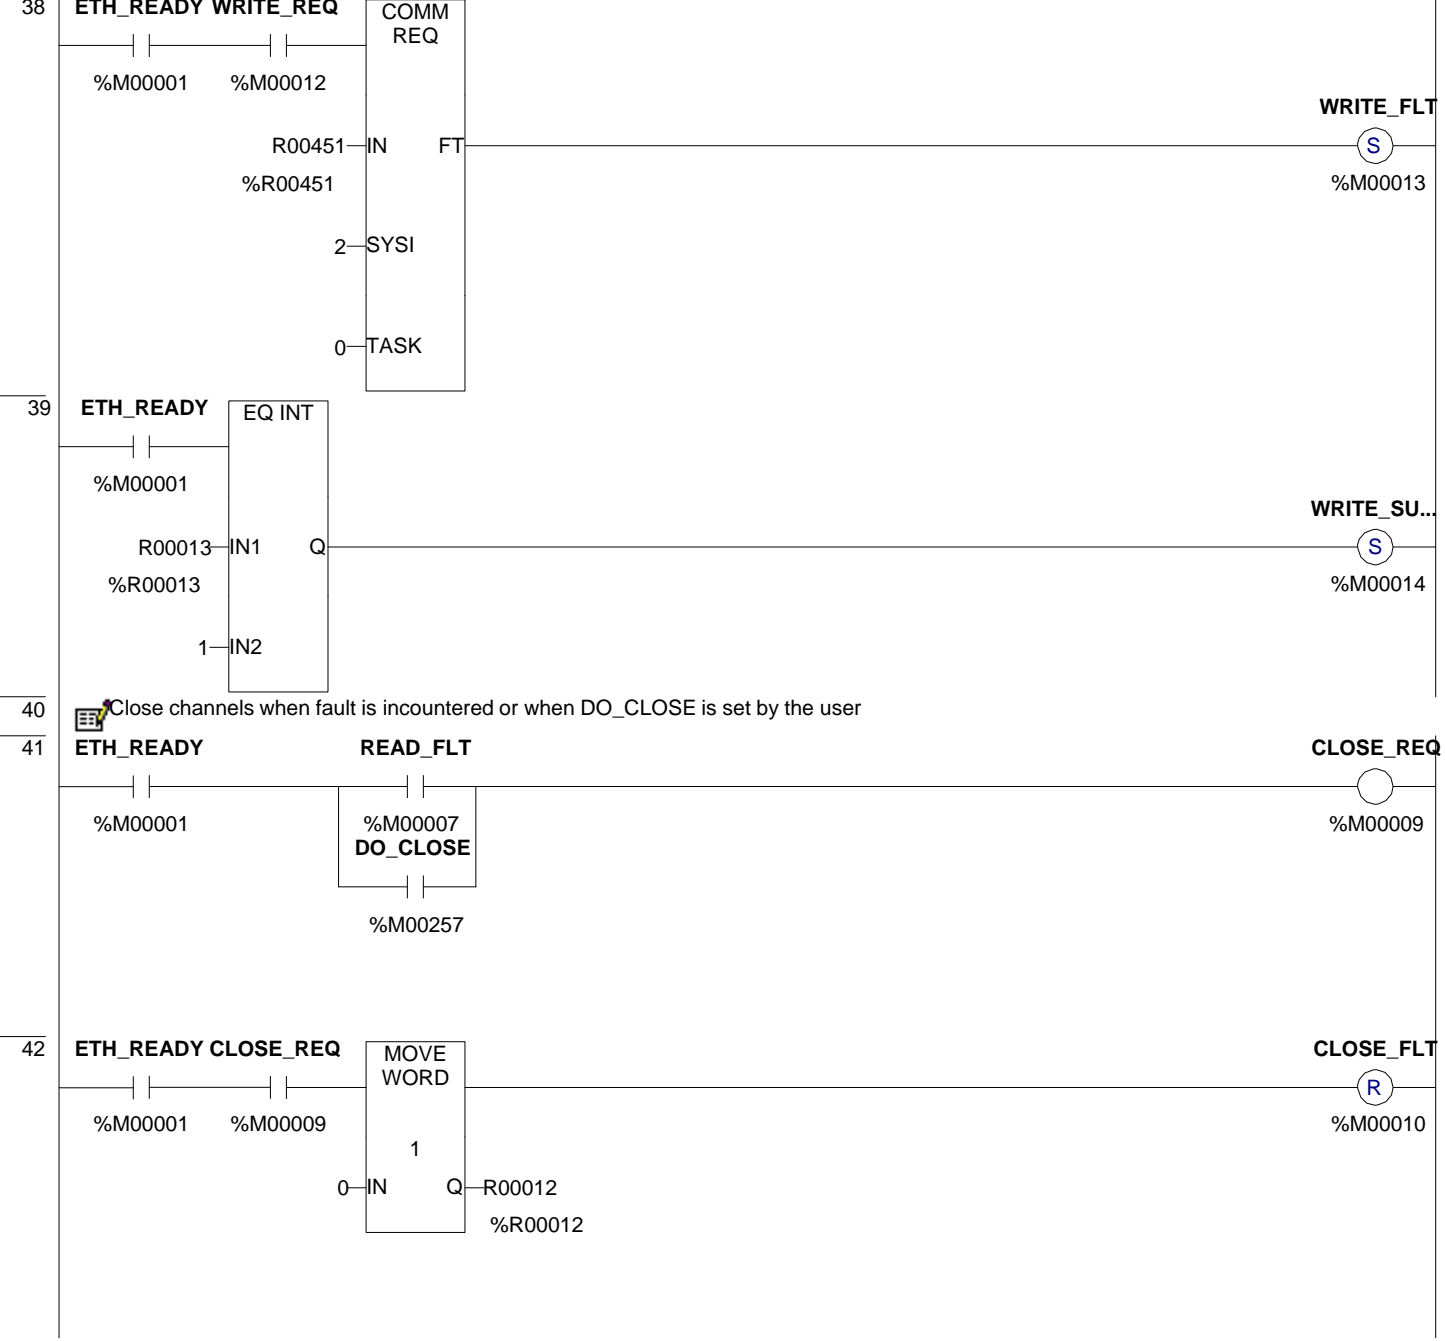 38
ETH_READY WRITE_REQ
COMM
REQ
%M00001 %M00012
WRITE_FLT
R00451 IN FT S
%R00451 %M00013
2 SYSI
0 TASK
39 ETH_READY EQ INT
%M00001
WRITE_SU...
R00013 IN1 Q S
%R00013 %M00014
1 IN2
40 Close channels when fault is incountered or when DO_CLOSE is set by the user
41 ETH_READY READ_FLT CLOSE_REQ
%M00001 %M00007 %M00009
DO_CLOSE
%M00257
42 ETH_READY CLOSE_REQ MOVE CLOSE_FLT
WORD
R
%M00001 %M00009 %M00010
1
0 IN Q R00012
%R00012